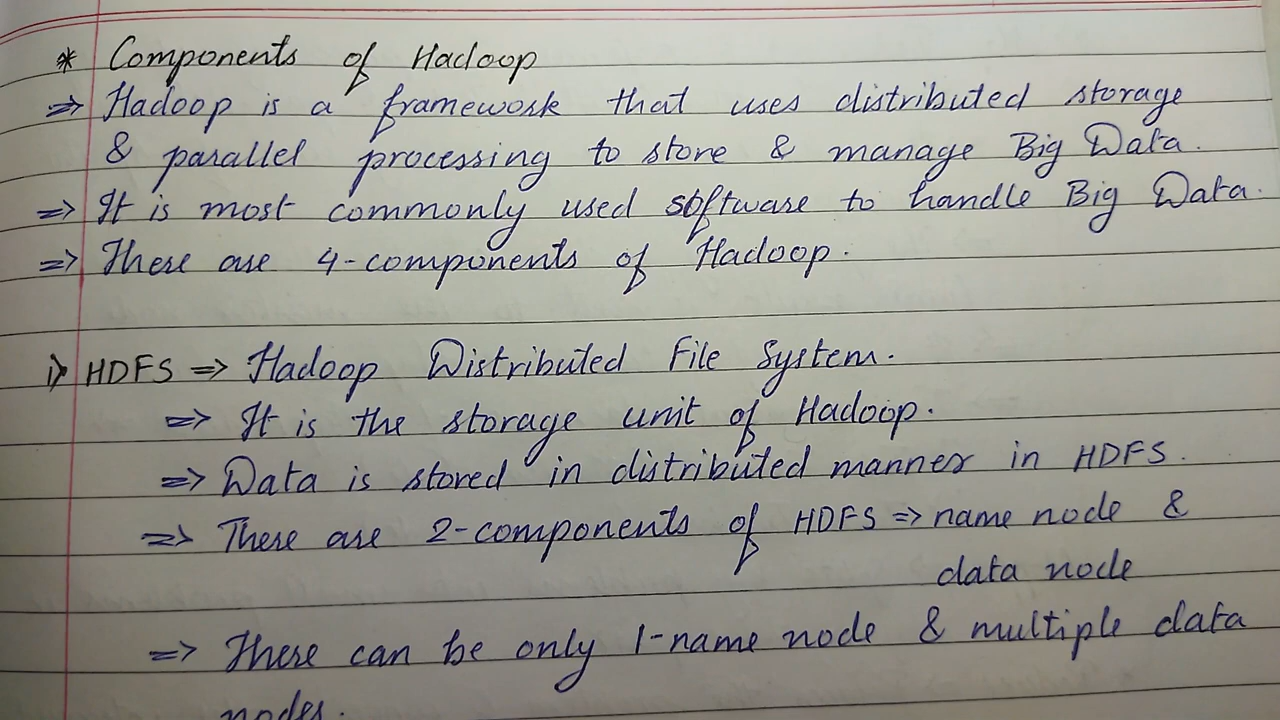 * Components of Hadoop
⇒ Hadoop is a framework that uses distributed storage
& parallel processing to store & manage Big Data.
⇒ It is most commonly used software to handle Big Data.
⇒ There are 4-components of Hadoop.
i) HDFS ⇒ Hadoop Distributed File System.
⇒ It is the storage unit of Hadoop.
⇒ Data is stored in distributed manner in HDFS.
⇒ There are 2-components of HDFS ⇒ name node &
data node
⇒ There can be only 1-name node & multiple data
nodes.